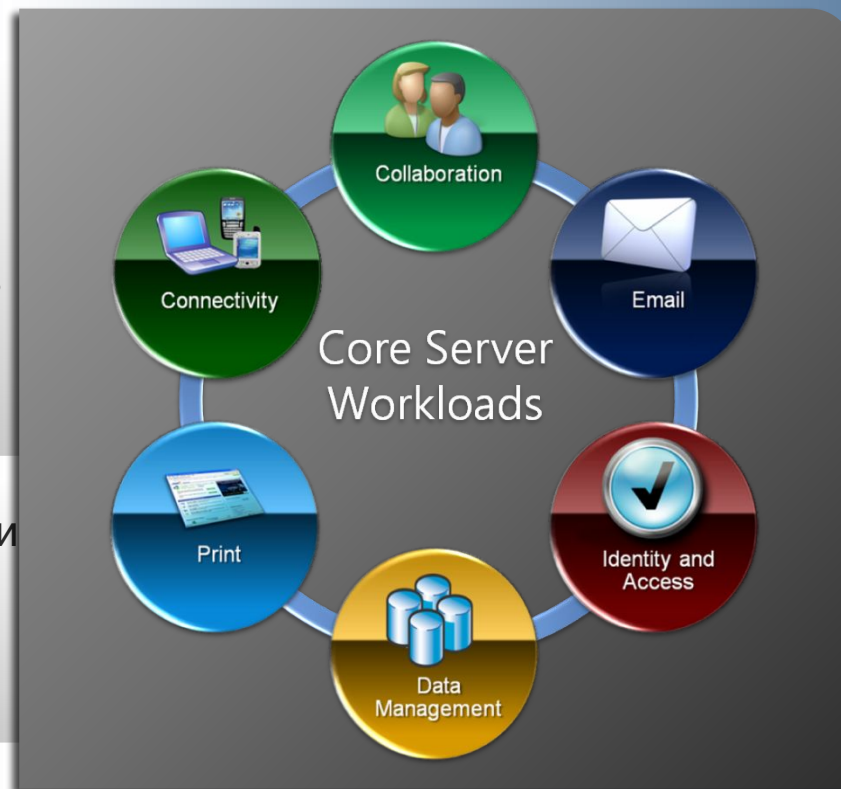 Collaboration
Connectivity
Email
Core Server
Workloads
и
Print
Identity and
Access
Data
Management